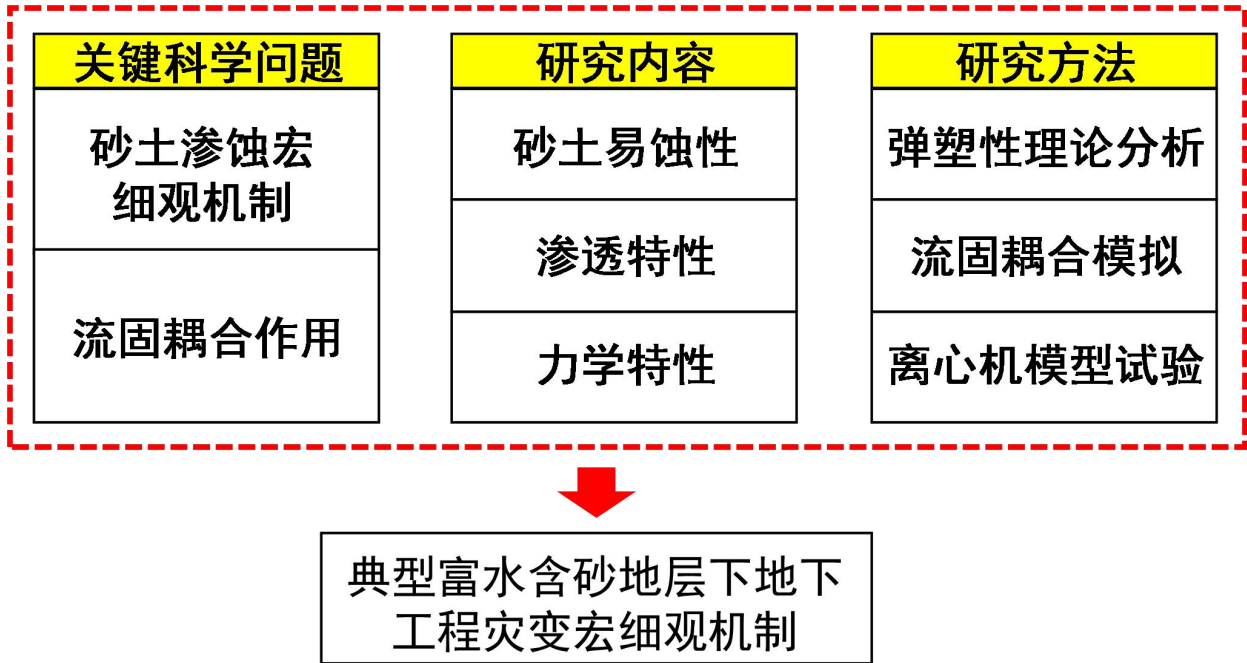 关键科学问题
砂土渗蚀宏
细观机制
流固耦合作用
研究内容
砂土易蚀性
渗透特性
力学特性
研究方法
弹塑性理论分析
流固耦合模拟
离心机模型试验
典型富水含砂地层下地下
工程灾变宏细观机制